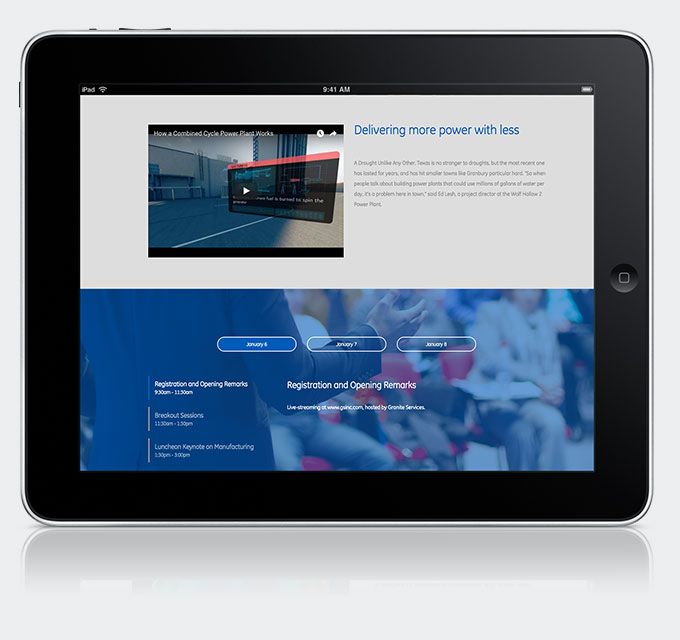 iPad 9:41 AM
How a Combined Cycle Power Plant Works
fuel is burned to spin the
generator
Delivering more power with less
A Drought Unlike Any Other; Texas is no stranger to droughts, but the most recent one
has lasted for years, and has hit smaller towns like Granbury particular hard. "So when
people talk about building power plants that could use millions of gallons of water per
day, it's a problem here in town," said Ed Lesh, a project director at the Wolf Hollow 2
Power Plant.
January 6 January 7 January 8
Registration and Opening Remarks
9:30am - 11:30am
Breakout Sessions
11:30am - 1:30pm
Luncheon Keynote on Manufacturing
1:30pm - 3:00pm
Registration and Opening Remarks
Live-streaming at www.gsinc.com, hosted by Granite Services.